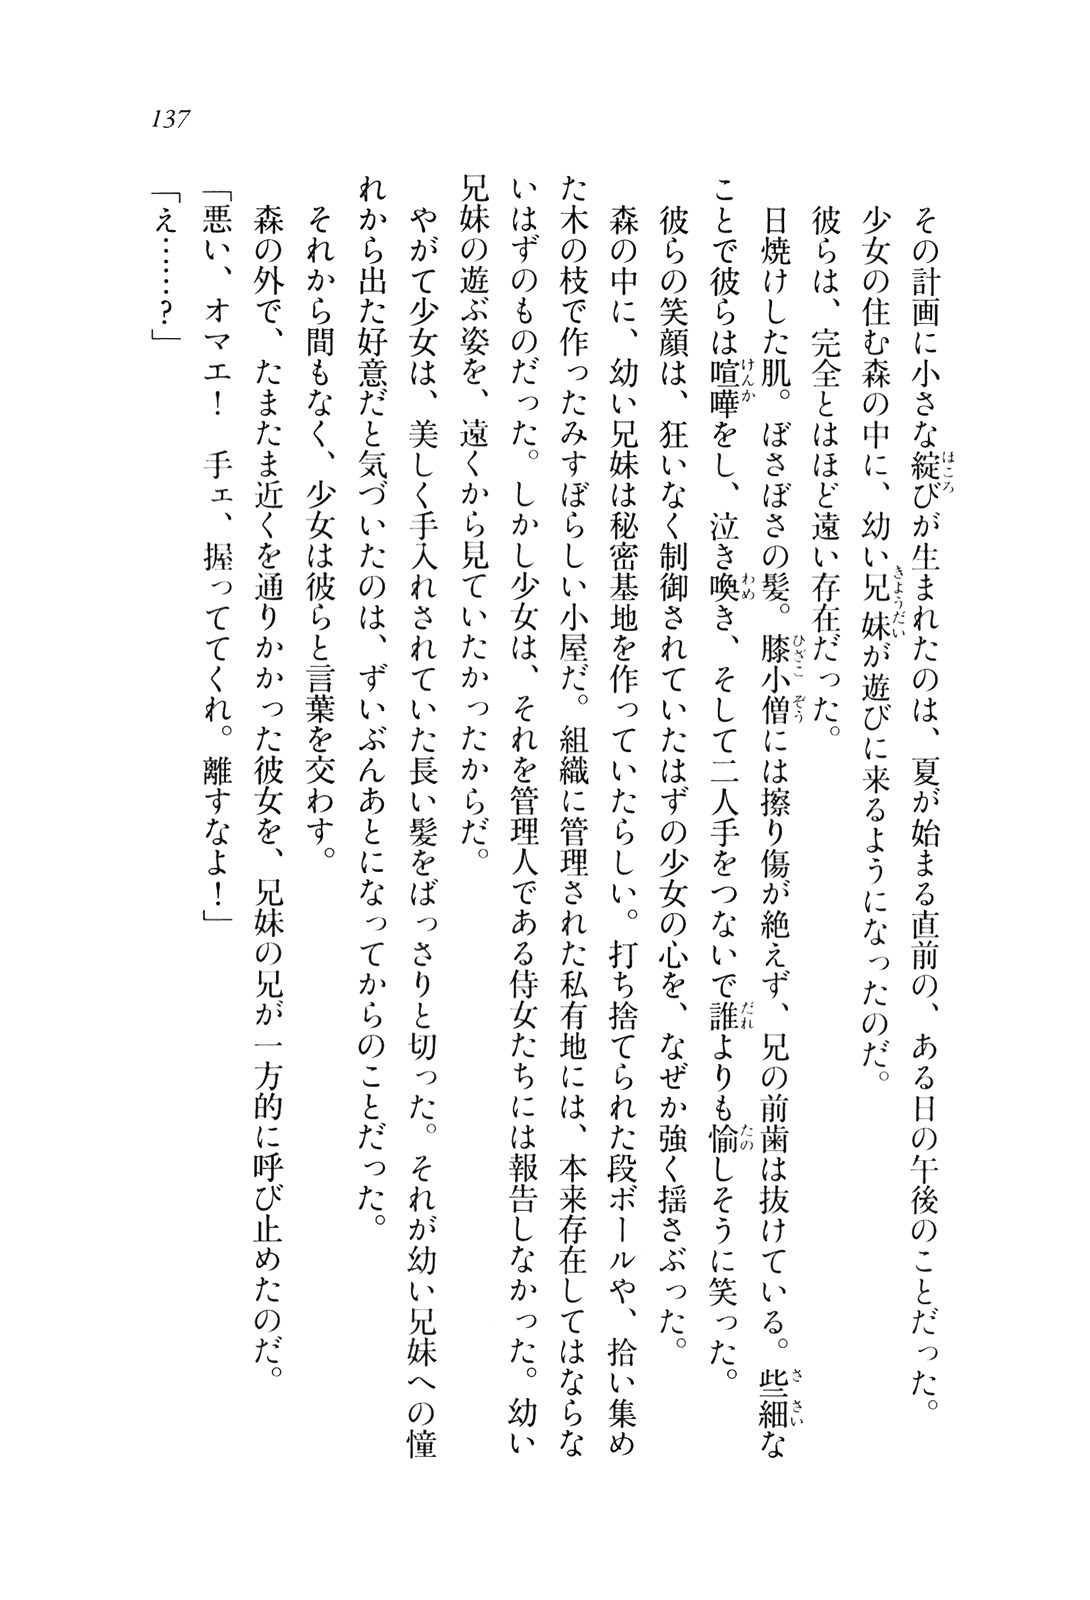 137
その計画に小さな綻びが生まれたのは、夏が始まる直前の、ある日の午後のことだった。
少女の住む森の中に、幼い兄妹が遊びに来るようになったのだ。
彼らは、完全とはほど遠い存在だった。
日焼けした肌。ぼさぼさの髪。膝小僧には擦り傷が絶えず、兄の前歯は抜けている。些細な
ことで彼らは喧嘩をし、泣き喚き、そして二人手をつないで誰よりも愉しそうに笑った。
彼らの笑顔は、狂いなく制御されていたはずの少女の心を、なぜか強く揺さぶった。
森の中に、幼い兄妹は秘密基地を作っていたらしい。打ち捨てられた段ボールや、拾い集め
た木の枝で作ったみすぼらしい小屋だ。組織に管理された私有地には、本来存在してはならな
いはずのものだった。しかし少女は、それを管理人である侍女たちには報告しなかった。幼い
兄妹の遊ぶ姿を、遠くから見ていたかったからだ。
やがて少女は、美しく手入れされていた長い髪をばっさりと切った。それが幼い兄妹への憧
れから出た好意だと気づいたのは、ずいぶんあとになってからのことだった。
それから間もなく、少女は彼らと言葉を交わす。
森の外で、たまたま近くを通りかかった彼女を、兄妹の兄が一方的に呼び止めたのだ。
「悪い、オマエ！　手ェ、握っててくれ。離すなよ！」
「え……？」